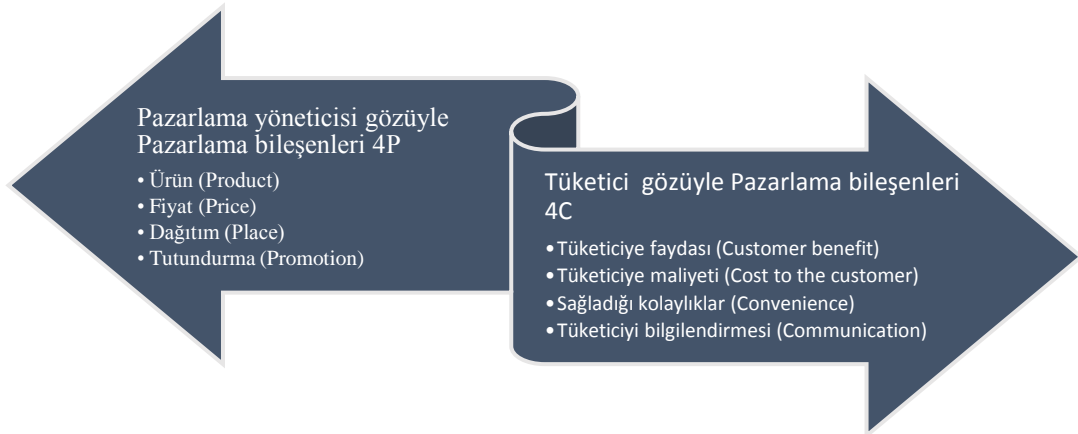 Pazarlama yöneticisi gözüyle
Pazarlama bileşenleri 4P
• Ürün (Product)
• Fiyat (Price)
• Dağıtım (Place)
• Tutundurma (Promotion)
Tüketici gözüyle Pazarlama bileşenleri
4C
• Tüketiciye faydası (Customer benefit)
• Tüketiciye maliyeti (Cost to the customer)
• Sağladığı kolaylıklar (Convenience)
• Tüketiciyi bilgilendirmesi (Communication)